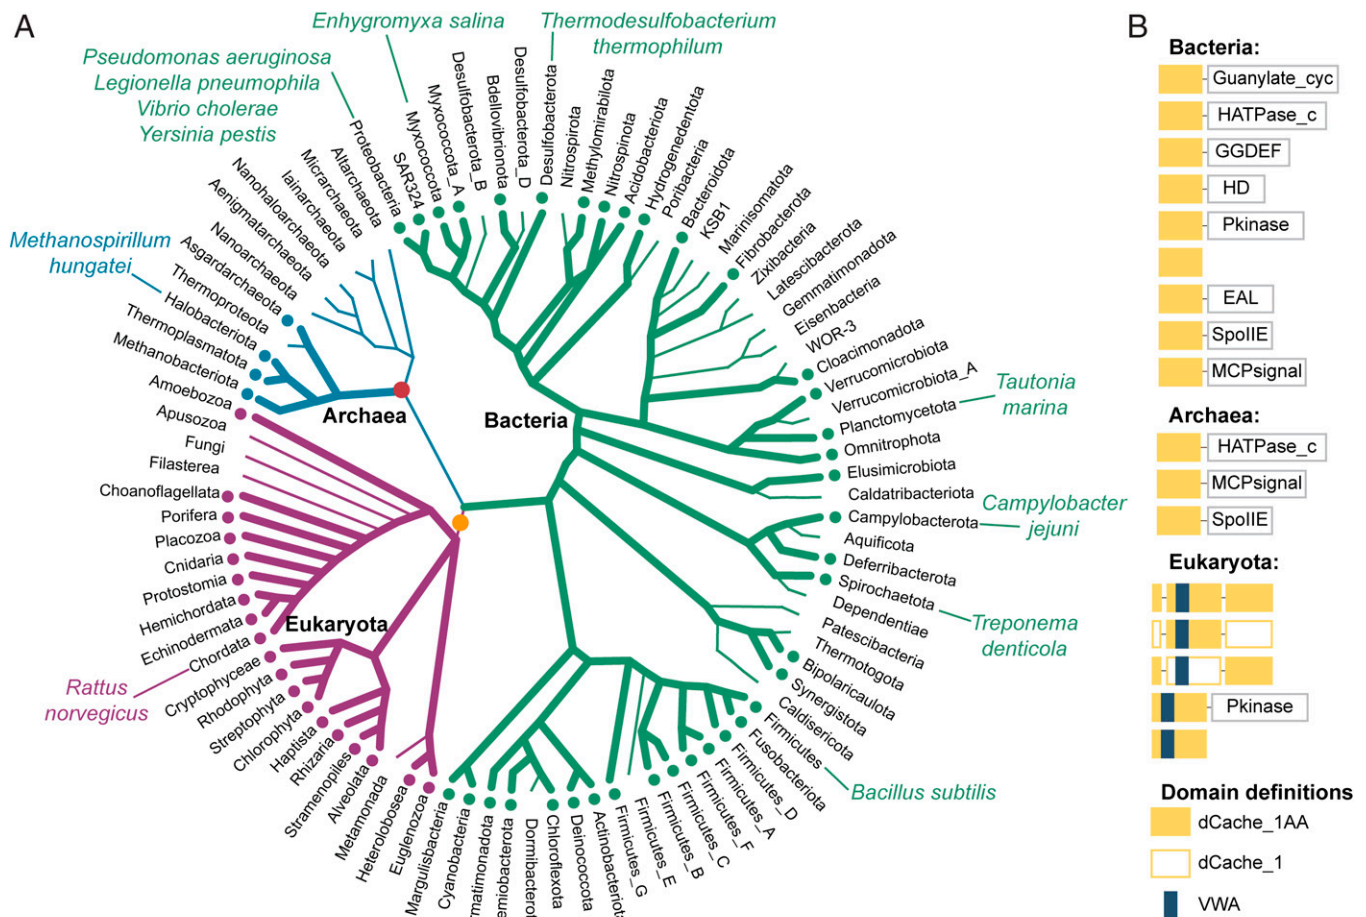 A
Enhygromyxa salina
Thermodesulfobacterium
thermophilum
Pseudomonas aeruginosa
Legionella pneumophila
Vibrio cholerae
Yersinia pestis
Methanospirillum
hungatei
Amoebozoa
Methanobacteriota
Thermoplasmatota
Halobacteriota
Thermoproteota
Asgardarchaeota
Nanoarchaeota
Aenigmatarchaeota
Iainarchaeota
Nanohaloarchaeota
Micrarchaeota
Altarchaeota
Proteobacteria
SAR324
Myxococcota
Myxococcota_A
Desulfobacterota_B
Bdellovibrionota
Desulfobacterota_D
Desulfobacterota
Nitrospirota
Methylomirabilota
Nitrospinota
Acidobacteriota
Hydrogenedentota
Poribacteria
Bacteroidota
KSB1
Marinisomatota
Fibrobacterota
Zixibacteria
Latescibacterota
Gemmatimonadota
Eisenbacteria
WOR-3
Cloacimonadota
Verrucomicrobiota
Verrucomicrobiota_A
Planctomycetota
Omnitrophota
Elusimicrobiota
Caldatribacteriota
Campylobacterota
Aquificota
Deferribacterota
Spirochaetota
Dependentiae
Patescibacteria
Thermotogota
Bipolaricaulota
Synergistota
Caldisericota
Fusobacteriota
Firmicutes
Firmicutes_D
Firmicutes_A
Firmicutes_F
Firmicutes_C
Firmicutes_B
Firmicutes_E
Firmicutes_G
Actinobacteriota
Deinococcota
Chloroflexota
Dormibacterota
Cyanobacteria
Margulisbacteria
Euglenozoa
Heterolobosea
Metamonada
Alveolata
Stramenopiles
Rhizaria
Haptista
Chlorophyta
Streptophyta
Rhodophyta
Cryptophyceae
Chordata
Echinodermata
Hemichordata
Protostomia
Cnidaria
Placozoa
Porifera
Choanoflagellata
Filasterea
Fungi
Apusozoa
Archaea
Bacteria
Eukaryota
Tautonia
marina
Campylobacter
jejuni
Treponema
denticola
Bacillus subtilis
Rattus
norvegicus
B
Bacteria:
Guanylate_cyc
HATPase_c
GGDEF
HD
Pkinase
EAL
SpoIIE
MCPsignal
Archaea:
HATPase_c
MCPsignal
SpoIIE
Eukaryota:
Pkinase
Domain definitions
dCache_1AA
dCache_1
VWA